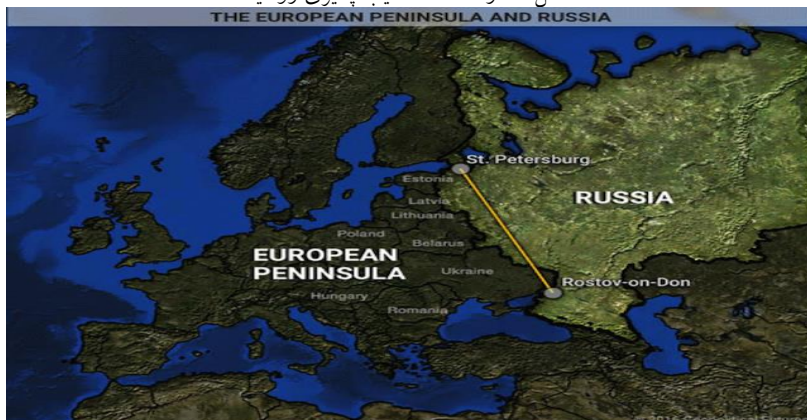 THE EUROPEAN PENINSULA AND RUSSIA
St. Petersburg
Estonia
RUSSIA
Latvia
Lithuania
Poland
Belarus
EUROPEAN
PENINSULA
Ukraine
Rostov-on-Don
Hungary
Romania